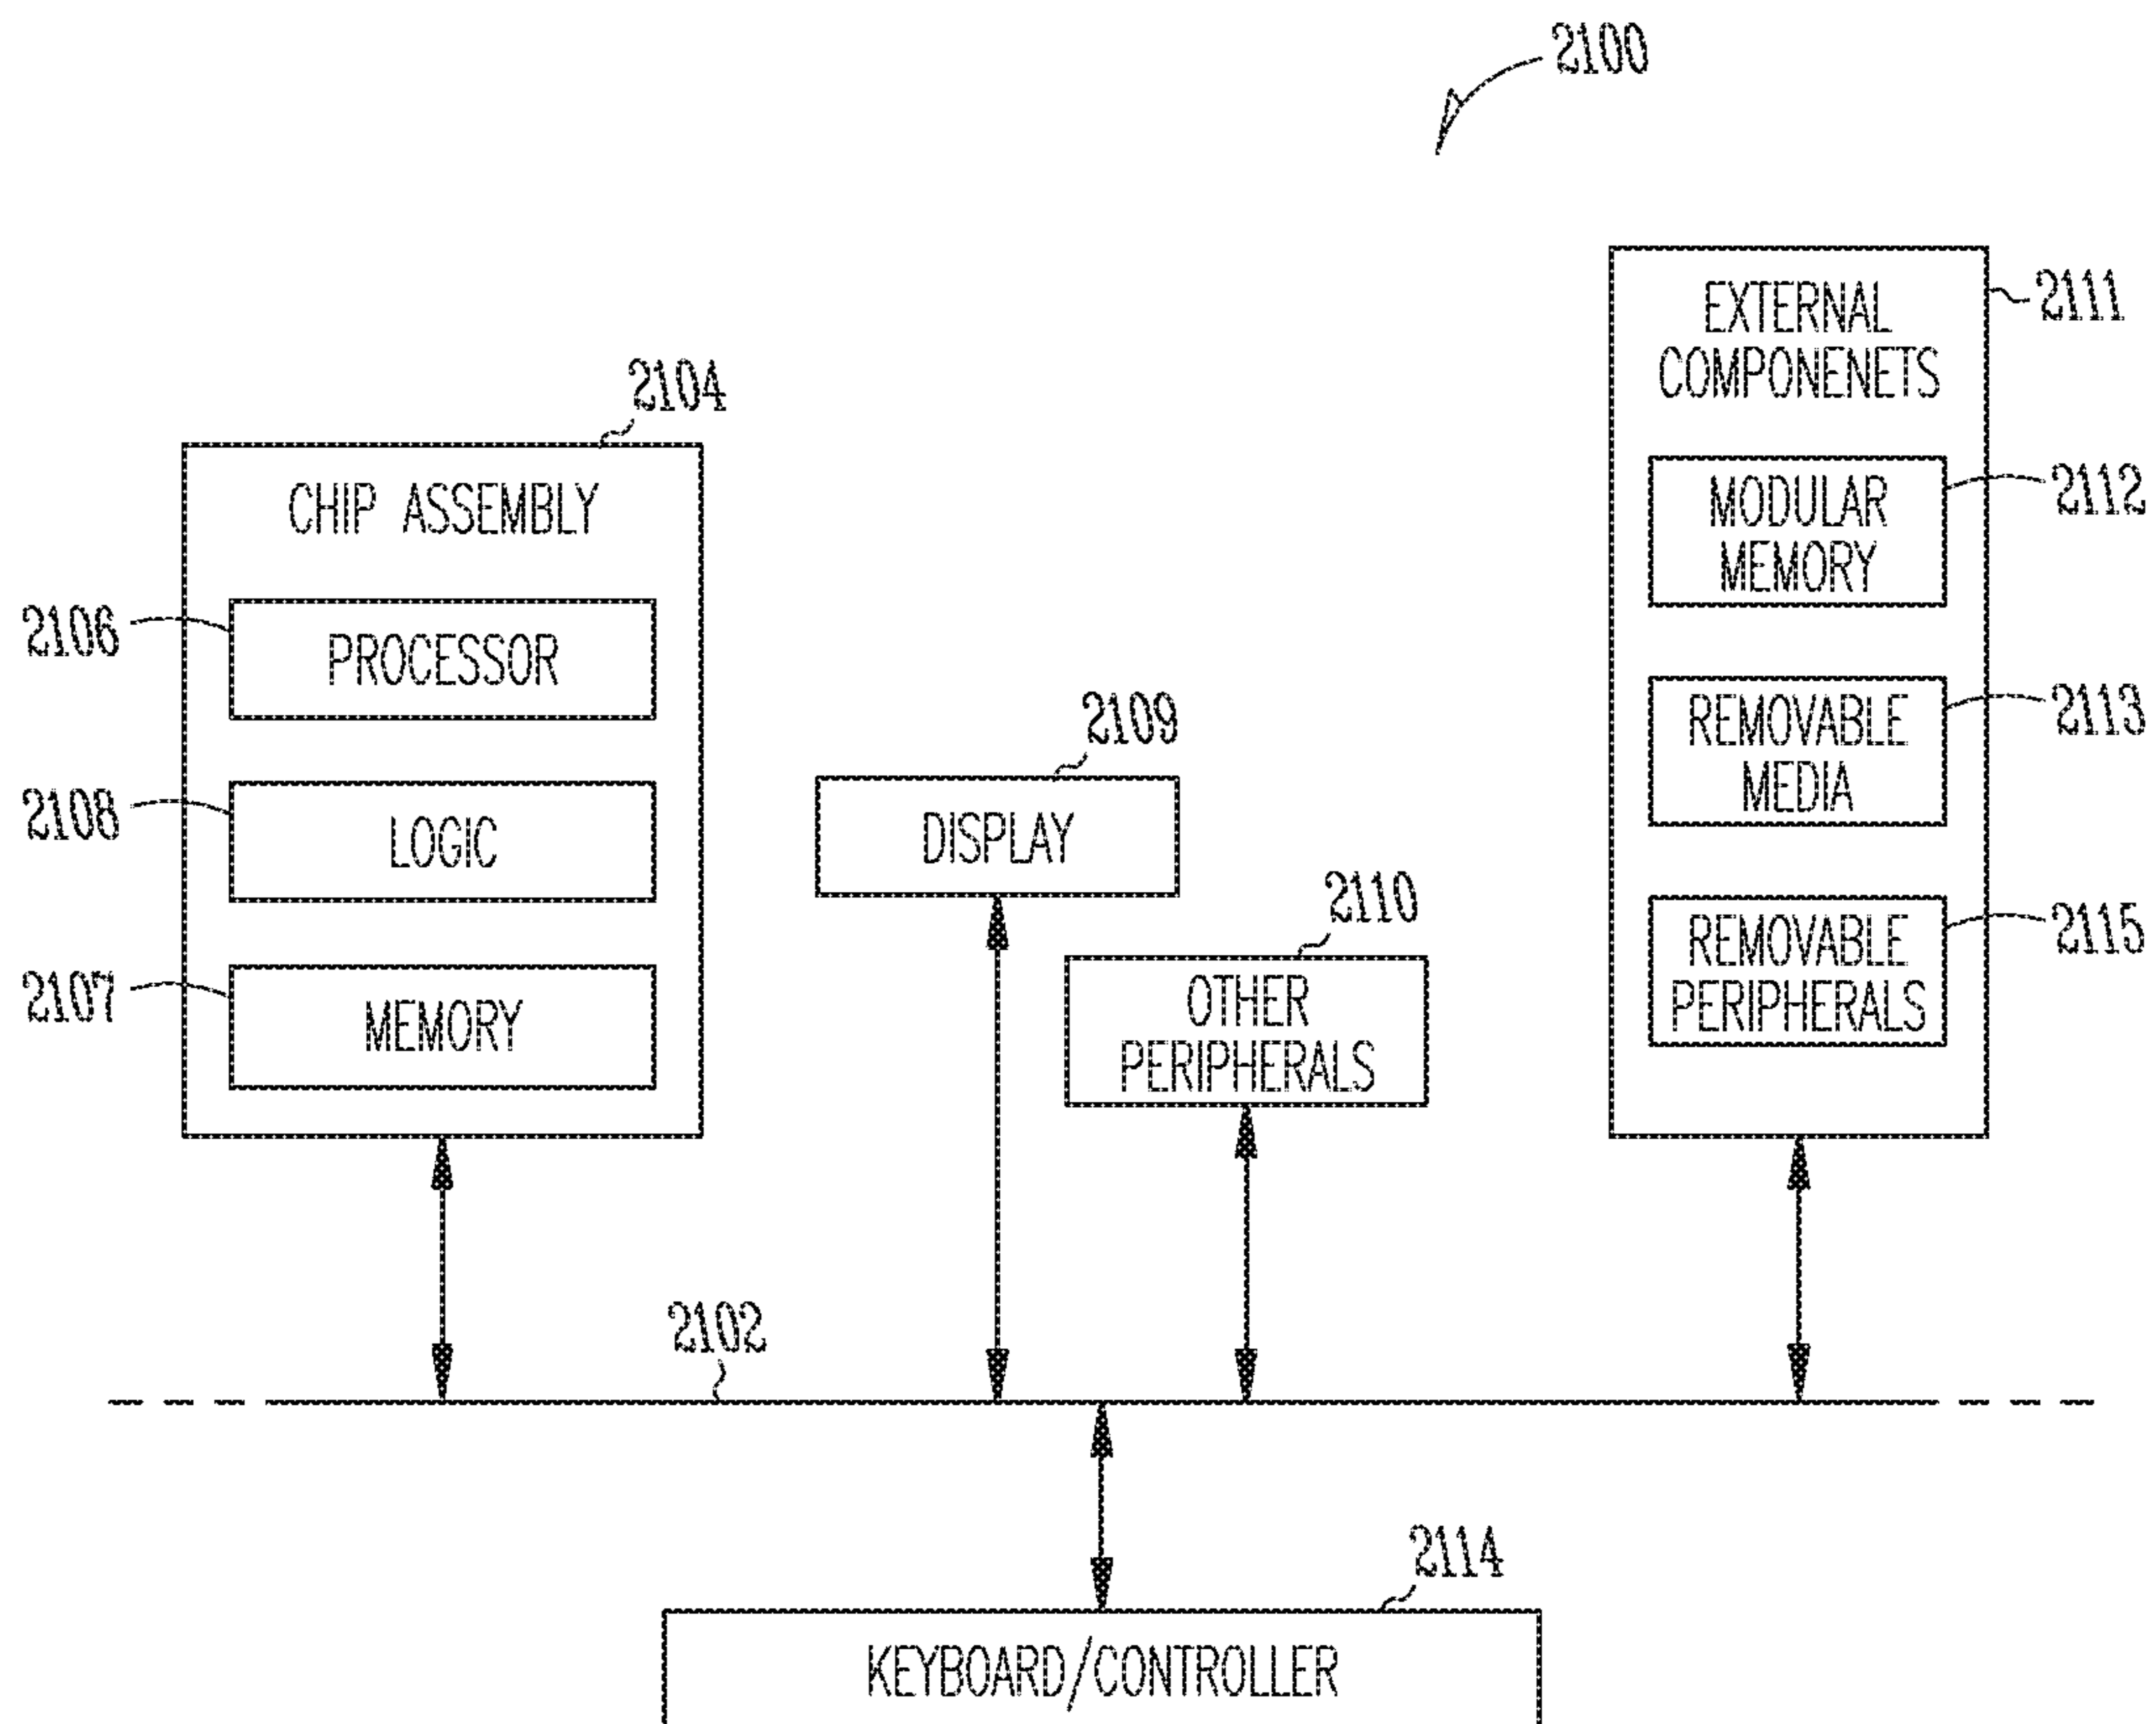 2100
EXTERNAL
COMPONENETS
2111
2104
CHIP ASSEMBLY
MODULAR
MEMORY
2112
2106
PROCESSOR
REMOVABLE
MEDIA
2113
2109
2108
LOGIC
DISPLAY
2110
REMOVABLE
PERIPHERALS
2115
2107
MEMORY
OTHER
PERIPHERALS
2102
2114
KEYBOARD/CONTROLLER